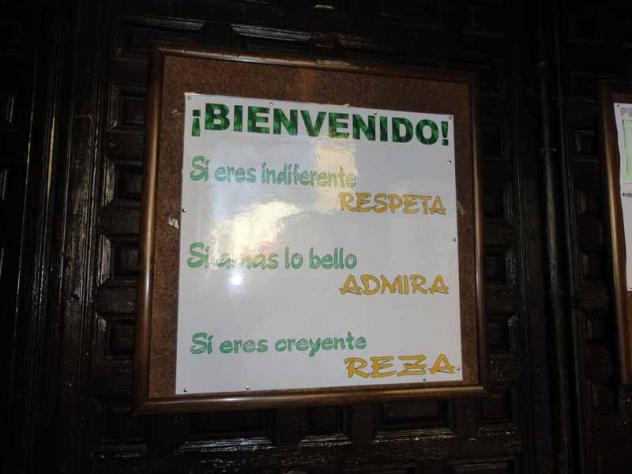 ¡BIENVENIDO!
Si eres indiferente
RESPETA
Si amas lo bello
ADMIRA
Si eres creyente
REZA